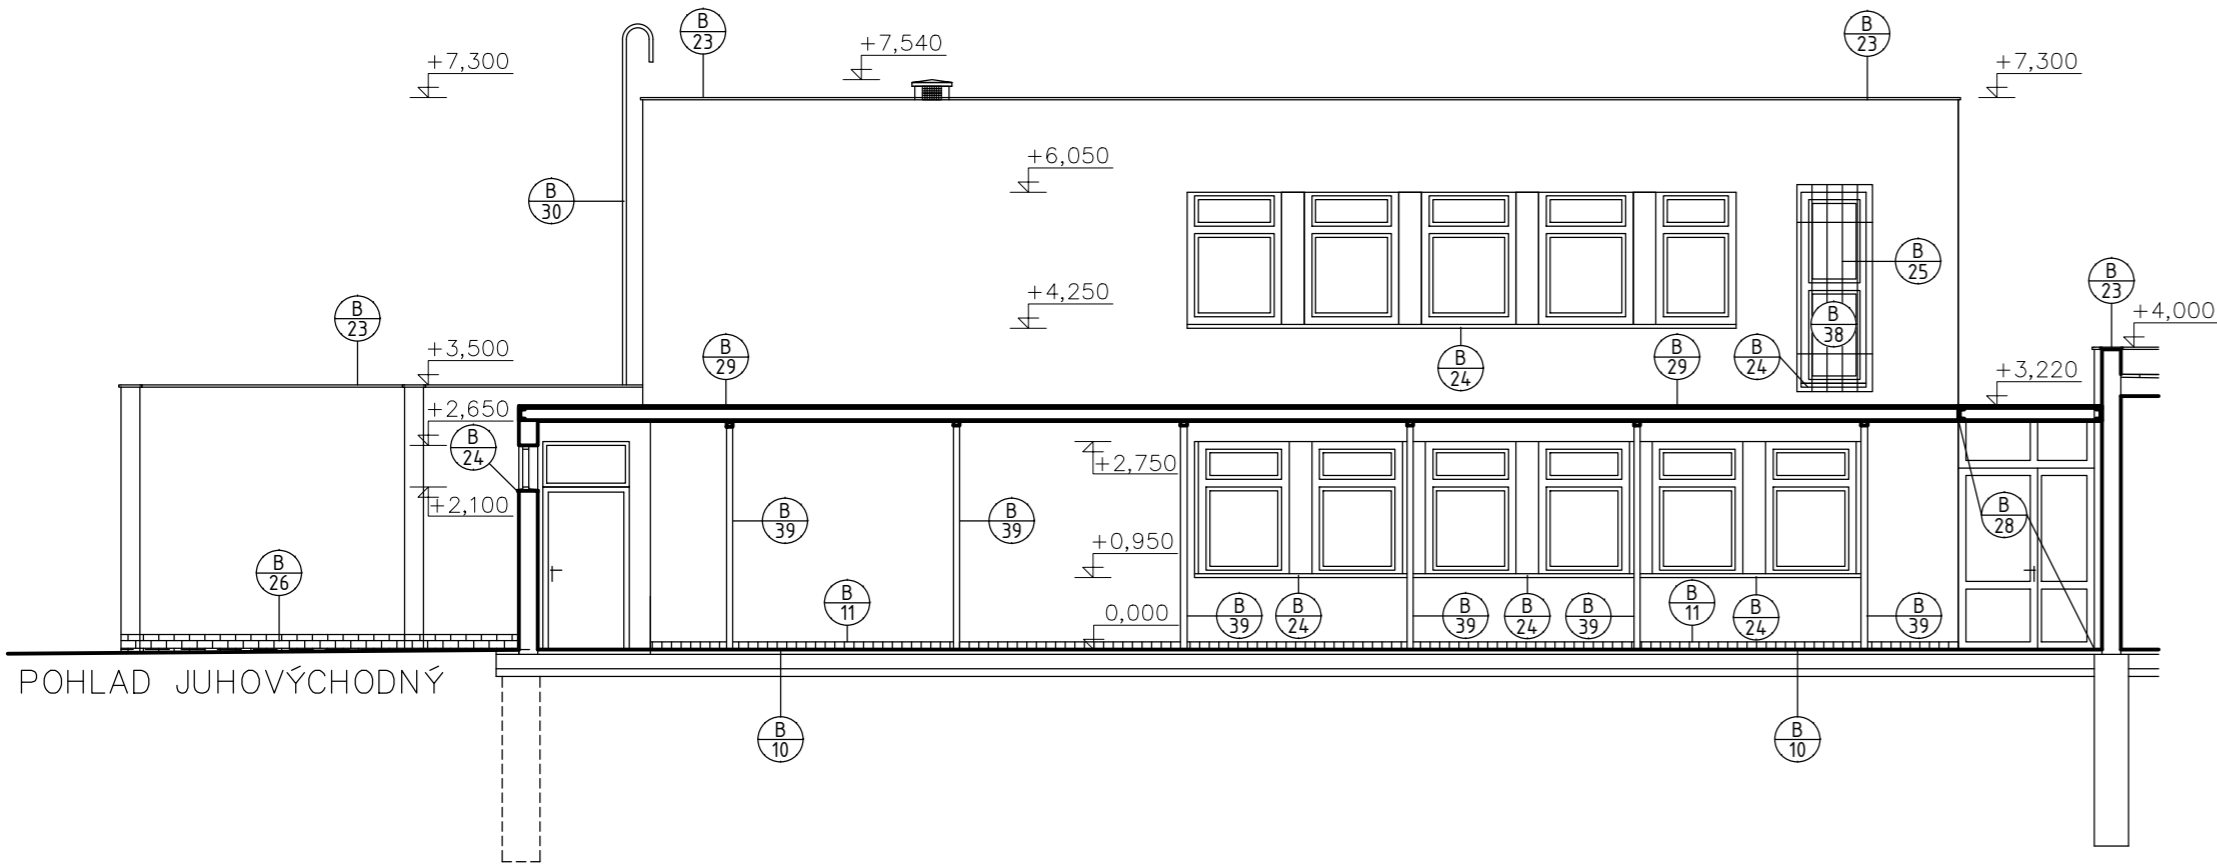 B
23
B
23
+7,540
+7,300
+7,300
+6,050
B
30
B
25
+4,250
B
23
B
23
+4,000
B
38
+3,500
B
29
B
24
B
29
B
24
+3,220
+2,650
B
24
+2,750
+2,100
B
39
B
39
B
28
+0,950
B
26
B
11
0,000
B
39
B
24
B
39
B
24
B
39
B
11
B
24
B
39
POHLAD JUHOVÝCHODNÝ
B
10
B
10